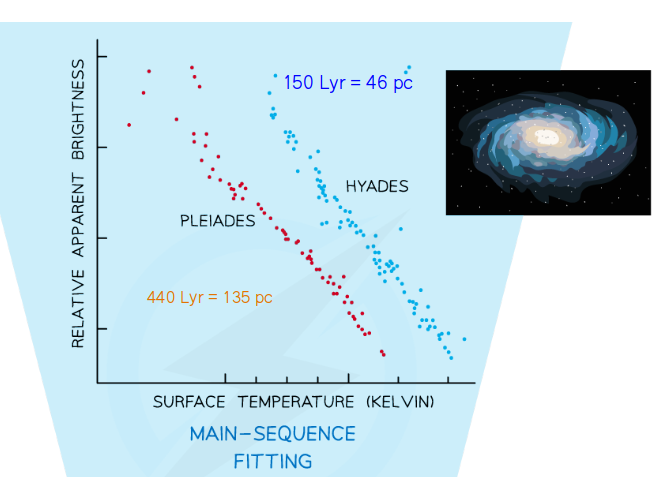 150 Lyr = 46 pc
HYADES
PLEIADES
440 Lyr = 135 pc
RELATIVE APPARENT BRIGHTNESS
SURFACE TEMPERATURE (KELVIN)
MAIN-SEQUENCE
FITTING